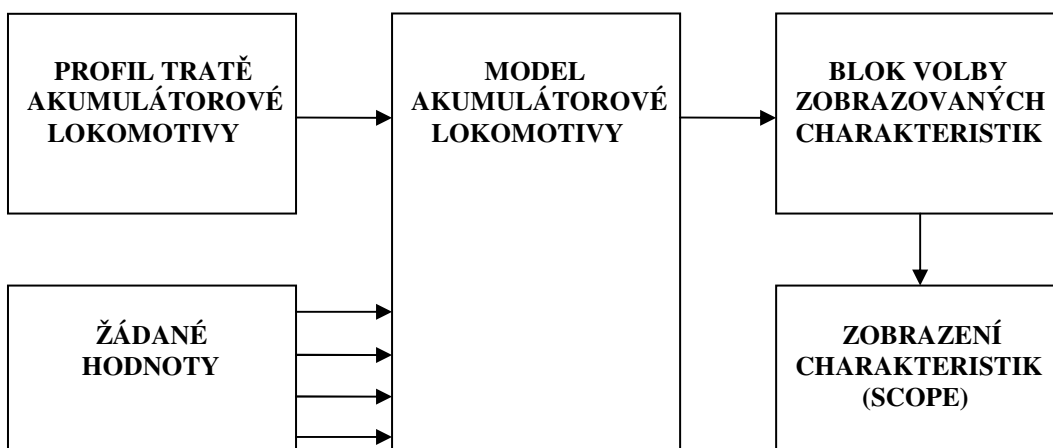 PROFIL TRATĚ
AKUMULÁTOROVÉ
LOKOMOTIVY
MODEL
AKUMULÁTOROVÉ
LOKOMOTIVY
BLOK VOLBY
ZOBRAZOVANÝCH
CHARAKTERISTIK
ŽÁDANÉ
HODNOTY
ZOBRAZENÍ
CHARAKTERISTIK
(SCOPE)